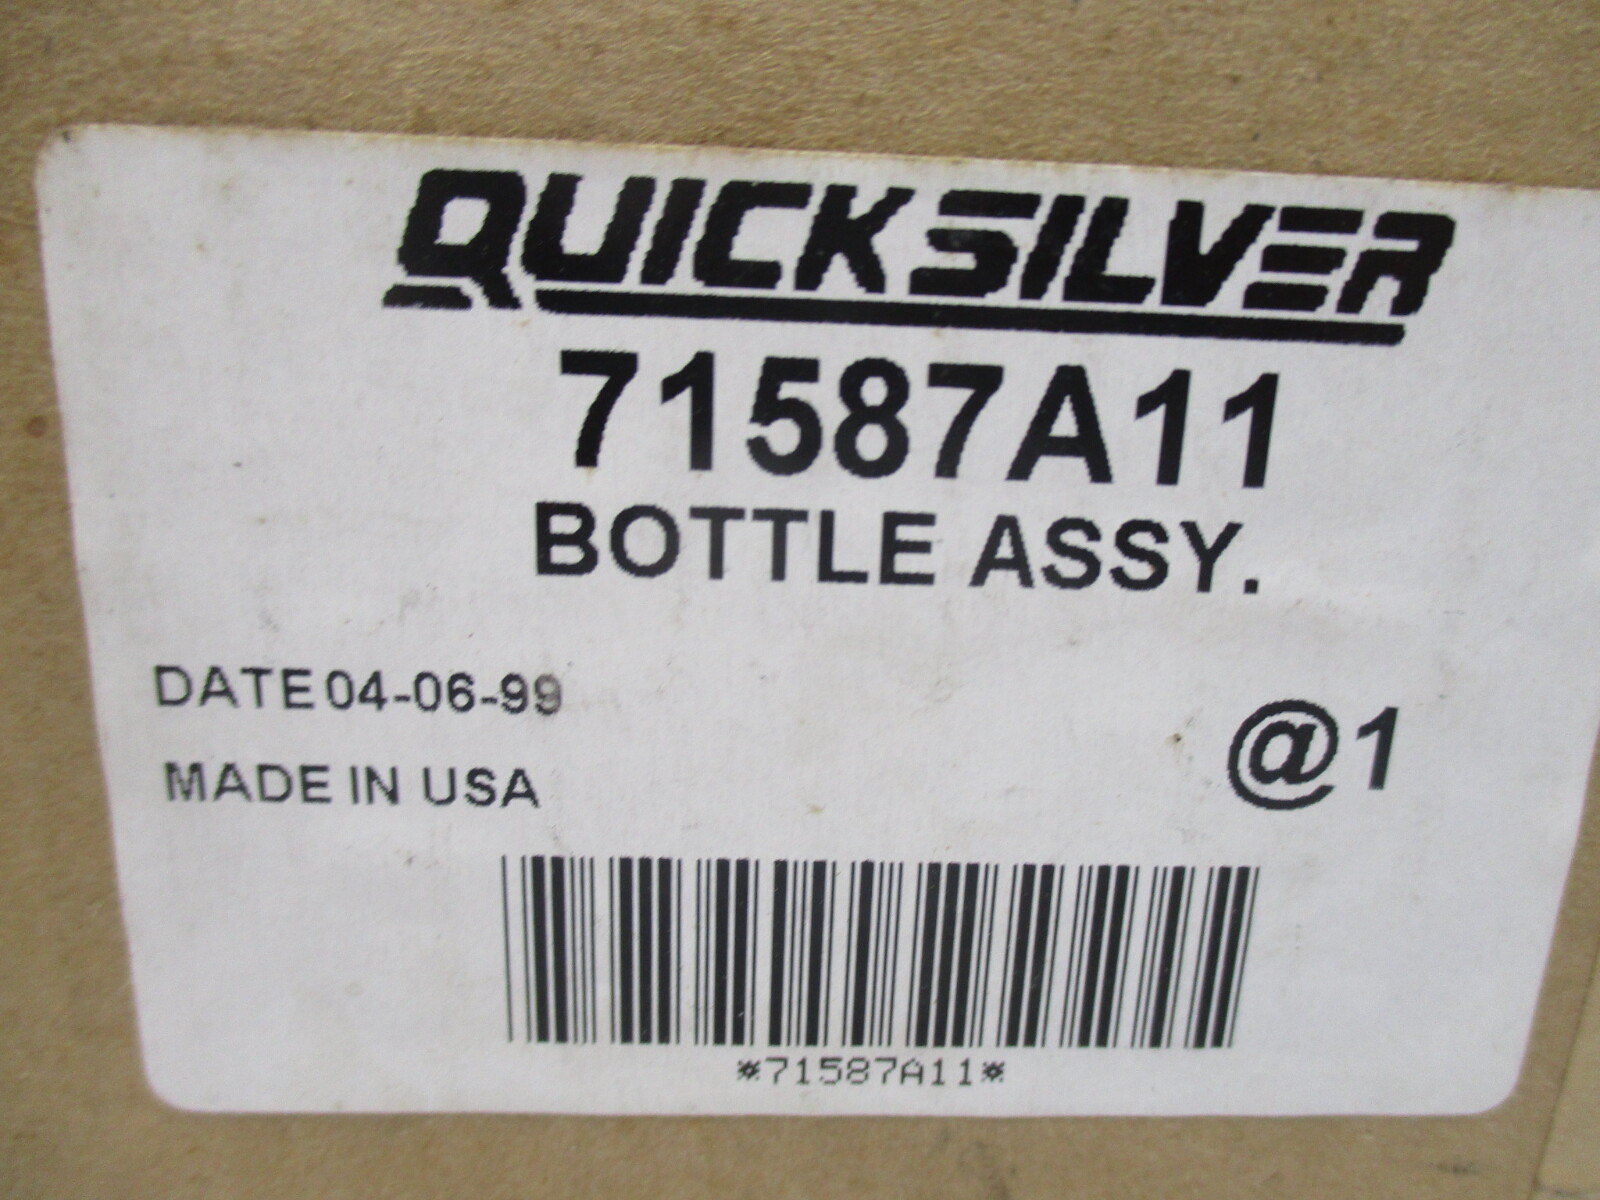 QUICKSILVER
71587A11
BOTTLE ASSY.
DATE 04-06-99
MADE IN USA
@1
*71587A11*